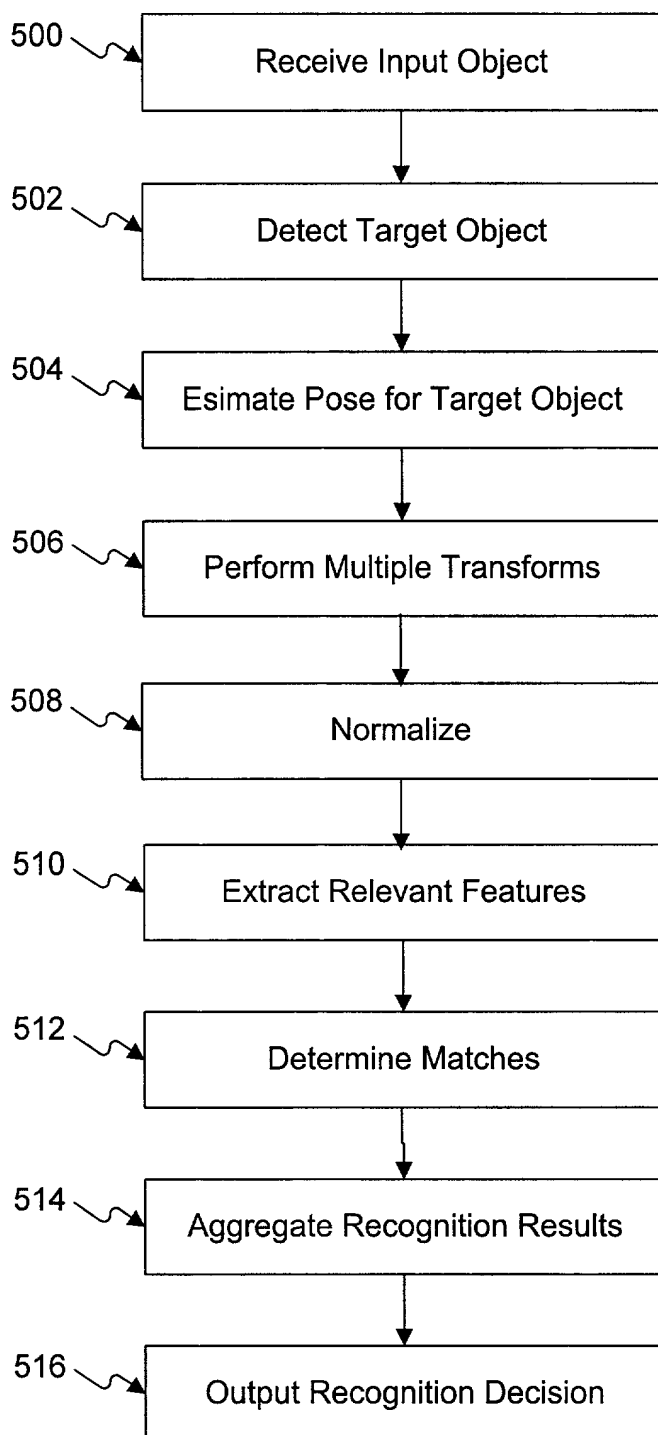 500 Receive Input Object
502 Detect Target Object
504 Esimate Pose for Target Object
506 Perform Multiple Transforms
508 Normalize
510 Extract Relevant Features
512 Determine Matches
514 Aggregate Recognition Results
516 Output Recognition Decision